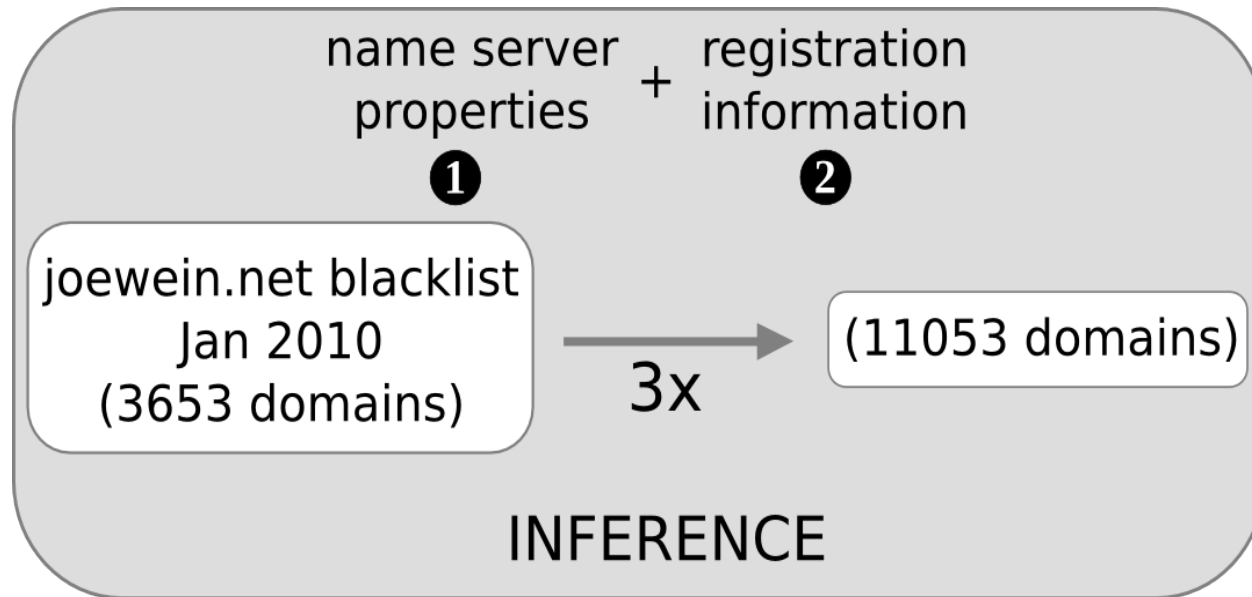 name server
properties
+
registration
information
1
2
joewein.net blacklist
Jan 2010
(3653 domains)
3x
(11053 domains)
INFERENCE